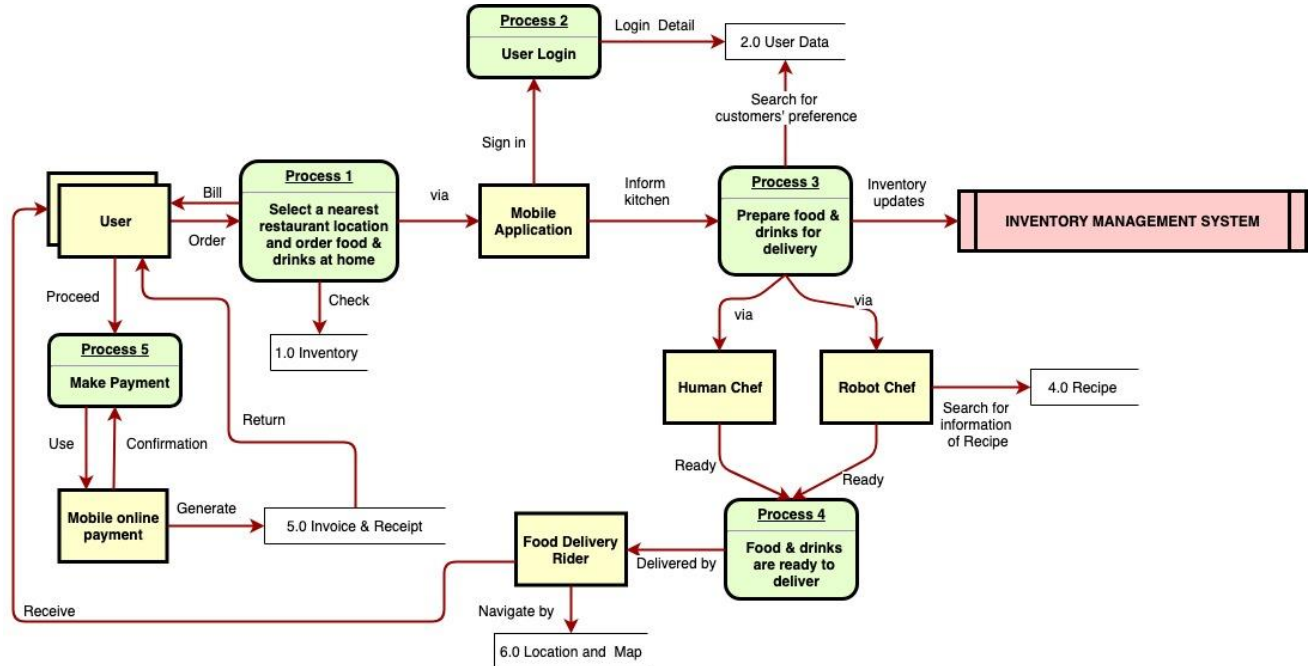 Process 2
User Login
Login Detail
2.0 User Data
Search for
customers' preference
Sign in
Process 1
Select a nearest
restaurant location
and order food &
drinks at home
Bill
User
Order
via
Mobile
Application
Inform
kitchen
Process 3
Prepare food &
drinks for
delivery
Inventory
updates
INVENTORY MANAGEMENT SYSTEM
Proceed
Check
1.0 Inventory
via
via
Process 5
Make Payment
Human Chef
Robot Chef
4.0 Recipe
Search for
information
of Recipe
Use
Confirmation
Return
Ready
Ready
Mobile online
payment
Generate
5.0 Invoice & Receipt
Food Delivery
Rider
Delivered by
Process 4
Food & drinks
are ready to
deliver
Receive
Navigate by
6.0 Location and Map